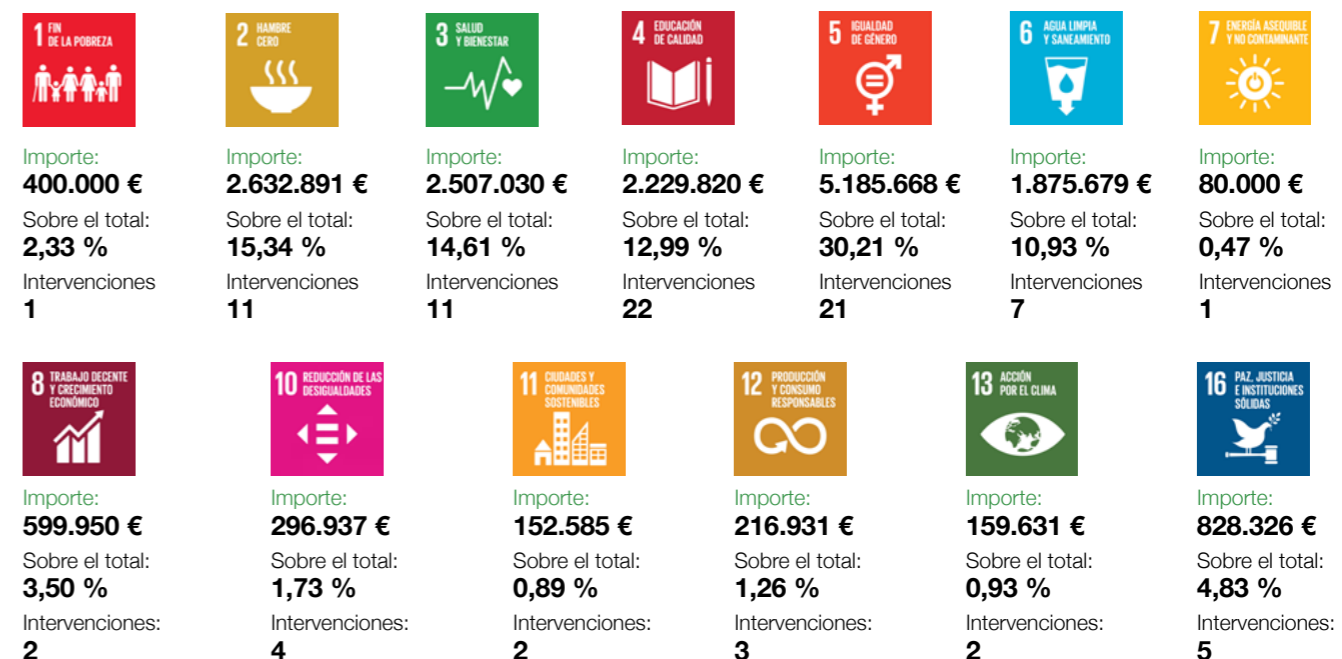 1 FIN
DE LA POBREZA
Importe:
400.000 €
Sobre el total:
2,33 %
Intervenciones
1
2 HAMBRE
CERO
Importe:
2.632.891 €
Sobre el total:
15,34 %
Intervenciones
11
3 SALUD
Y BIENESTAR
Importe:
2.507.030 €
Sobre el total:
14,61 %
Intervenciones
11
4 EDUCACIÓN
DE CALIDAD
Importe:
2.229.820 €
Sobre el total:
12,99 %
Intervenciones
22
5 IGUALDAD
DE GÉNERO
Importe:
5.185.668 €
Sobre el total:
30,21 %
Intervenciones
21
6 AGUA LIMPIA
Y SANEAMIENTO
Importe:
1.875.679 €
Sobre el total:
10,93 %
Intervenciones
7
7 ENERGÍA ASEQUIBLE
Y NO CONTAMINANTE
Importe:
80.000 €
Sobre el total:
0,47 %
Intervenciones
1
8 TRABAJO DECENTE
Y CRECIMIENTO
ECONÓMICO
Importe:
599.950 €
Sobre el total:
3,50 %
Intervenciones:
2
10 REDUCCIÓN DE LAS
DESIGUALDADES
Importe:
296.937 €
Sobre el total:
1,73 %
Intervenciones:
4
11 CIUDADES Y
COMUNIDADES
SOSTENIBLES
Importe:
152.585 €
Sobre el total:
0,89 %
Intervenciones:
2
12 PRODUCCIÓN
Y CONSUMO
RESPONSABLES
Importe:
216.931 €
Sobre el total:
1,26 %
Intervenciones:
3
13 ACCIÓN
POR EL CLIMA
Importe:
159.631 €
Sobre el total:
0,93 %
Intervenciones:
2
16 PAZ, JUSTICIA
E INSTITUCIONES
SÓLIDAS
Importe:
828.326 €
Sobre el total:
4,83 %
Intervenciones:
5